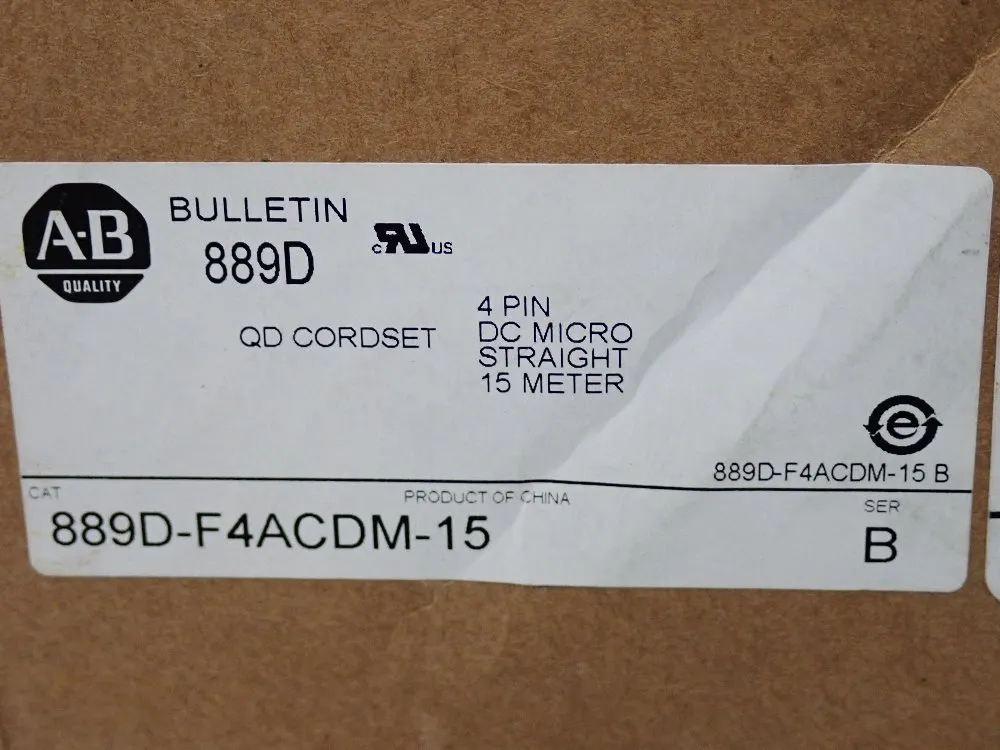 A-B
QUALITY
BULLETIN
889D
c RU US
QD CORDSET
4 PIN
DC MICRO
STRAIGHT
15 METER
e
889D-F4ACDM-15 B
CAT
PRODUCT OF CHINA
SER
889D-F4ACDM-15
B